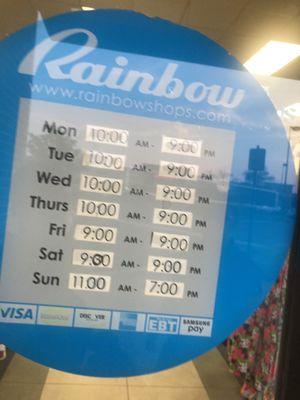 Rainbow
www.rainbowshops.com
Mon 10:00 AM - 9:00 PM
Tue 10:00 AM - 9:00 PM
Wed 10:00 AM - 9:00 PM
Thurs 10:00 AM - 9:00 PM
Fri 9:00 AM - 9:00 PM
Sat 9:00 AM - 9:00 PM
Sun 11:00 AM - 7:00 PM
VISA DISCOVER EBT SAMSUNG pay